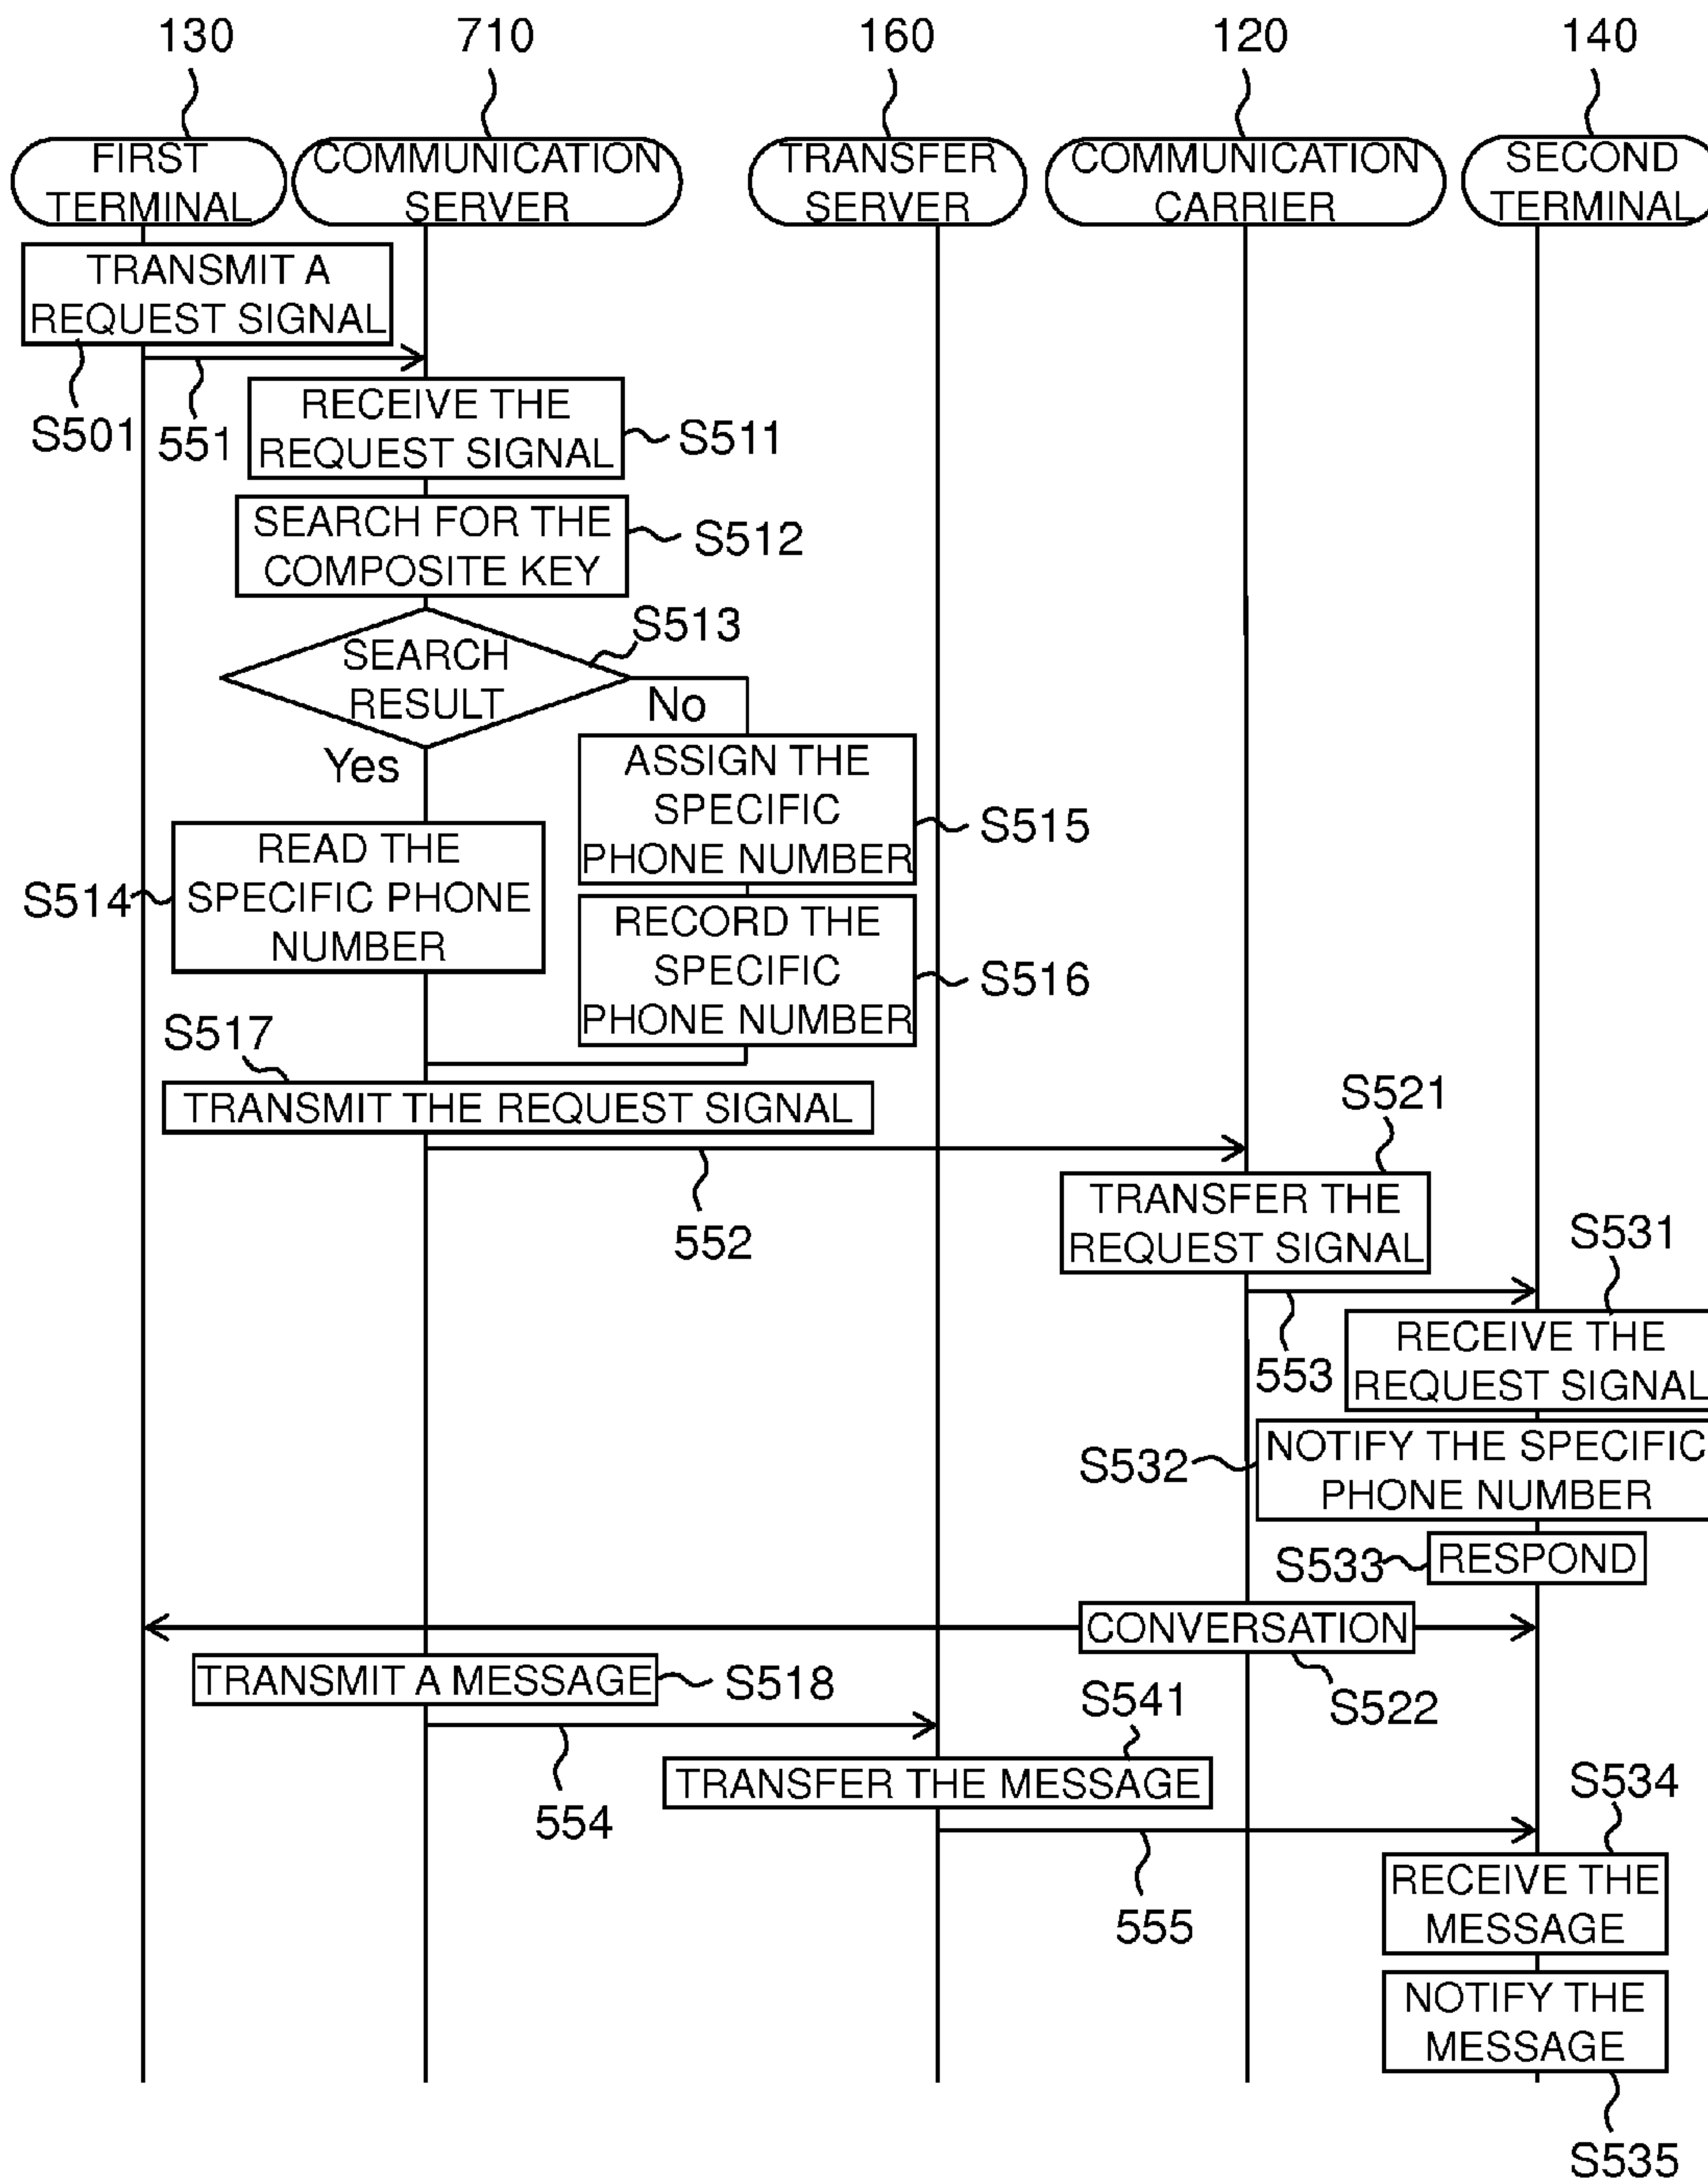 130
710
160
120
140
FIRST
TERMINAL
COMMUNICATION
SERVER
TRANSFER
SERVER
COMMUNICATION
CARRIER
SECOND
TERMINAL
TRANSMIT A
REQUEST SIGNAL
S501
551
RECEIVE THE
REQUEST SIGNAL
S511
SEARCH FOR THE
COMPOSITE KEY
S512
SEARCH
RESULT
S513
No
Yes
ASSIGN THE
SPECIFIC
PHONE NUMBER
S515
READ THE
SPECIFIC PHONE
NUMBER
S514
RECORD THE
SPECIFIC
PHONE NUMBER
S516
S517
TRANSMIT THE REQUEST SIGNAL
552
S521
TRANSFER THE
REQUEST SIGNAL
553
S531
RECEIVE THE
REQUEST SIGNAL
S532
NOTIFY THE SPECIFIC
PHONE NUMBER
S533
RESPOND
CONVERSATION
S522
TRANSMIT A MESSAGE
S518
554
S541
TRANSFER THE MESSAGE
555
S534
RECEIVE THE
MESSAGE
NOTIFY THE
MESSAGE
S535